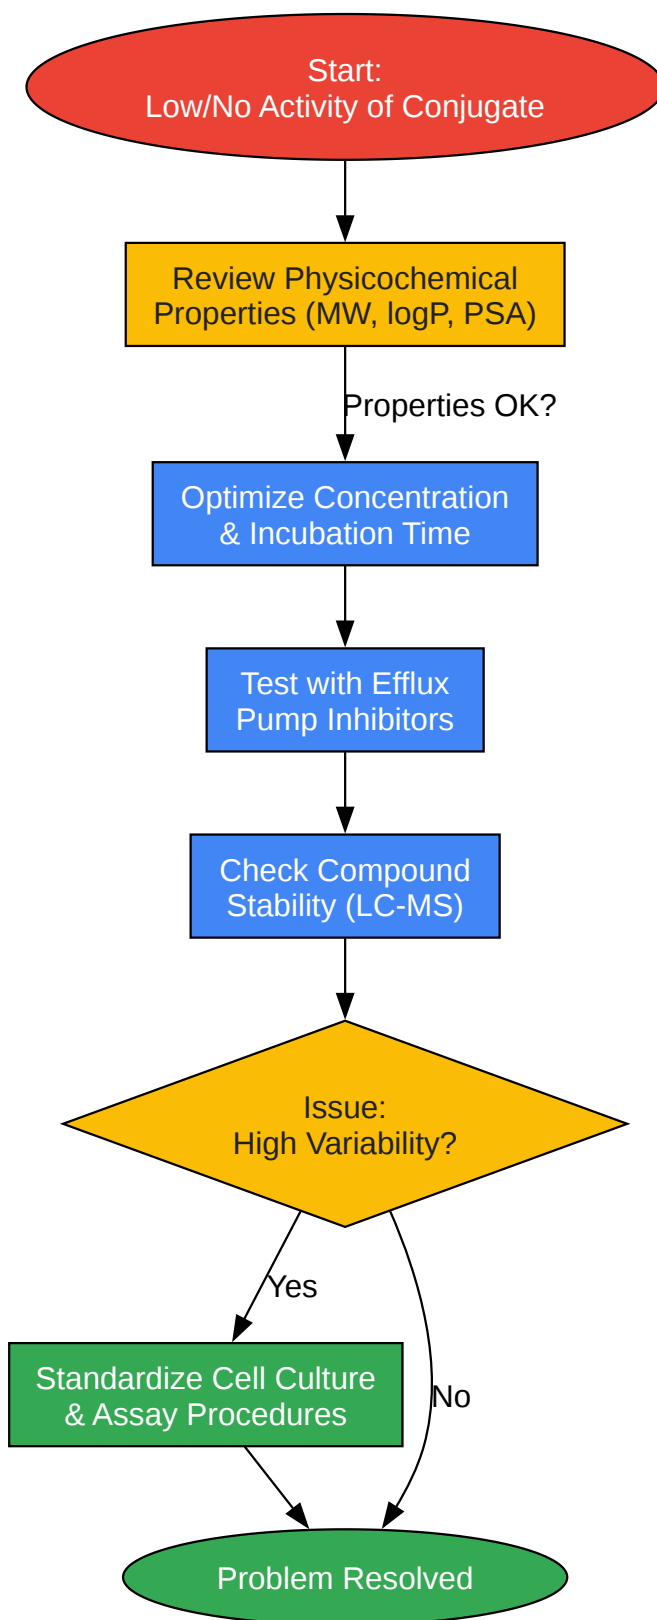 Start:
Low/No Activity of Conjugate
Review Physicochemical
Properties (MW, logP, PSA)
Properties OK?
Optimize Concentration
& Incubation Time
Test with Efflux
Pump Inhibitors
Check Compound
Stability (LC-MS)
Issue:
High Variability?
Yes
Standardize Cell Culture
& Assay Procedures
No
Problem Resolved